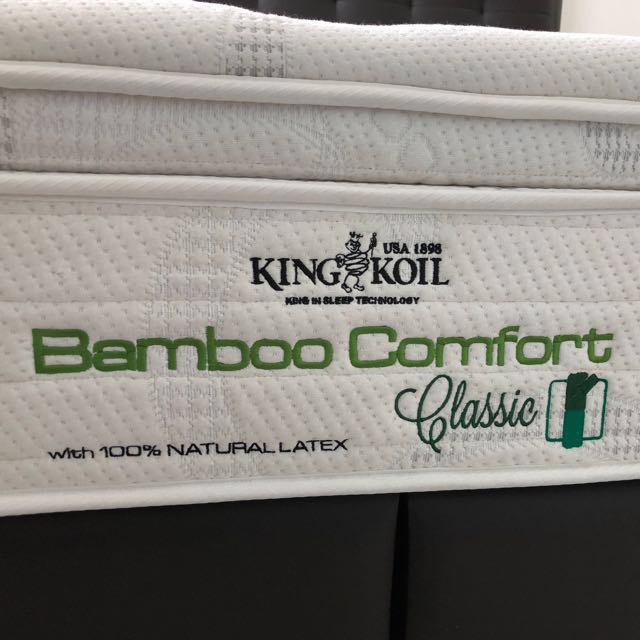 USA 1898
KING KOIL
KING IN SLEEP TECHNOLOGY
Bamboo Comfort
Classic
with 100% NATURAL LATEX